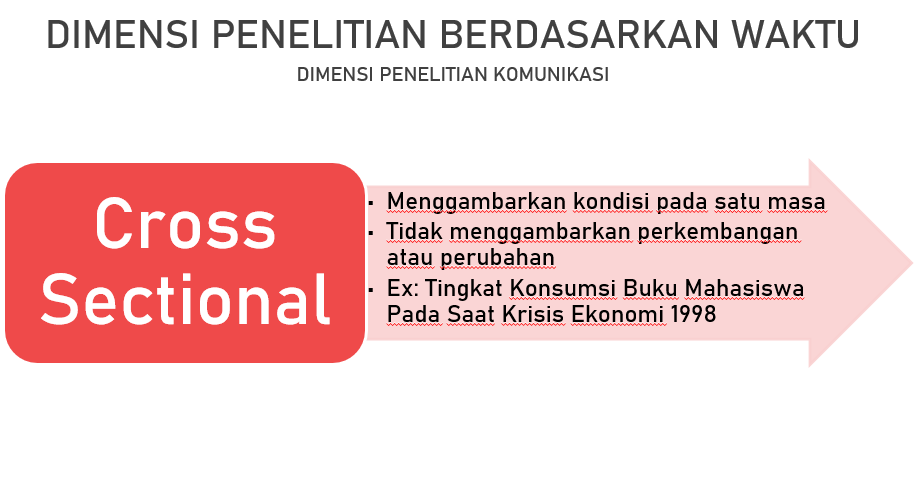 DIMENSI PENELITIAN BERDASARKAN WAKTU
DIMENSI PENELITIAN KOMUNIKASI
Cross
Sectional
▪ Menggambarkan kondisi pada satu masa
▪ Tidak menggambarkan perkembangan
atau perubahan
▪ Ex: Tingkat Konsumsi Buku Mahasiswa
Pada Saat Krisis Ekonomi 1998